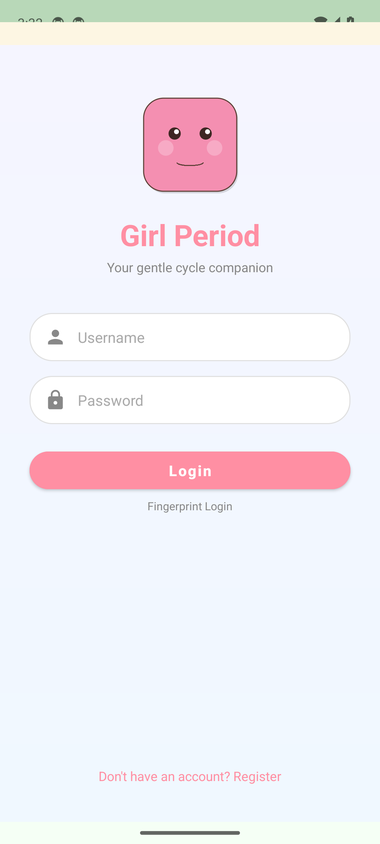 Girl Period
Your gentle cycle companion
Username
Password
Login
Fingerprint Login
Don't have an account? Register